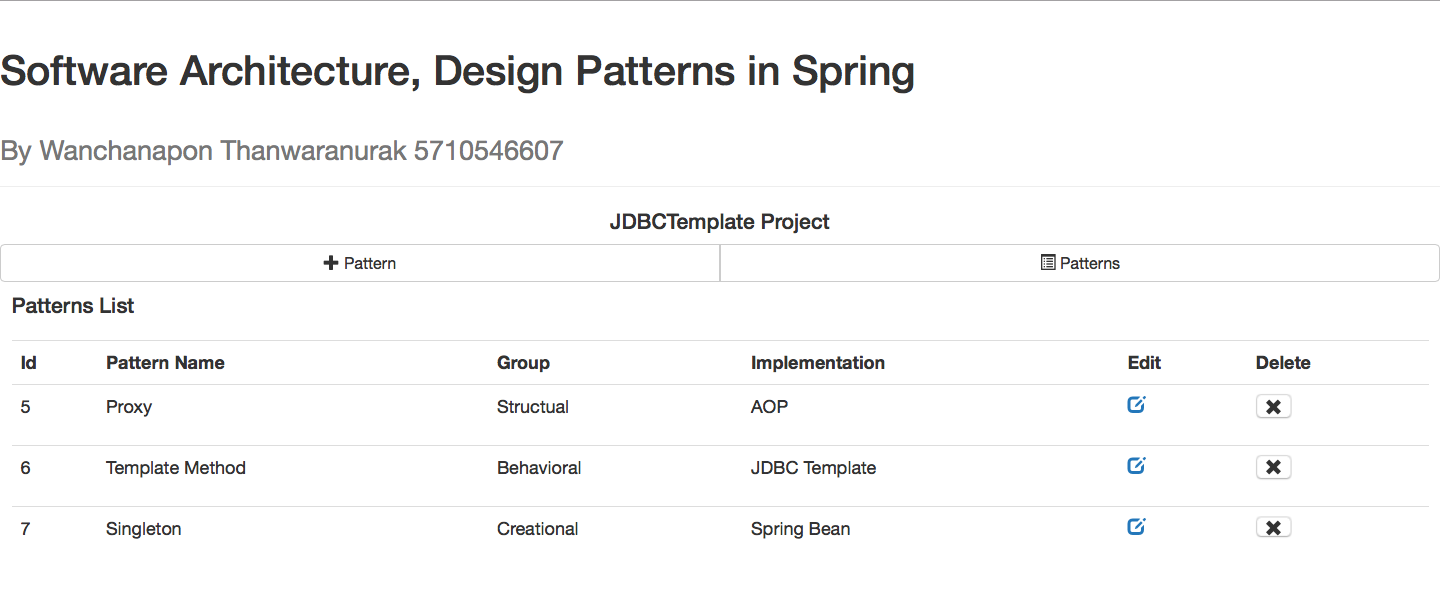 Software Architecture, Design Patterns in Spring
By Wanchanapon Thanwaranurak 5710546607
JDBCTemplate Project
Pattern Patterns
Patterns List
Id Pattern Name Group Implementation Edit Delete
5 Proxy Structual AOP
6 Template Method Behavioral JDBC Template
7 Singleton Creational Spring Bean